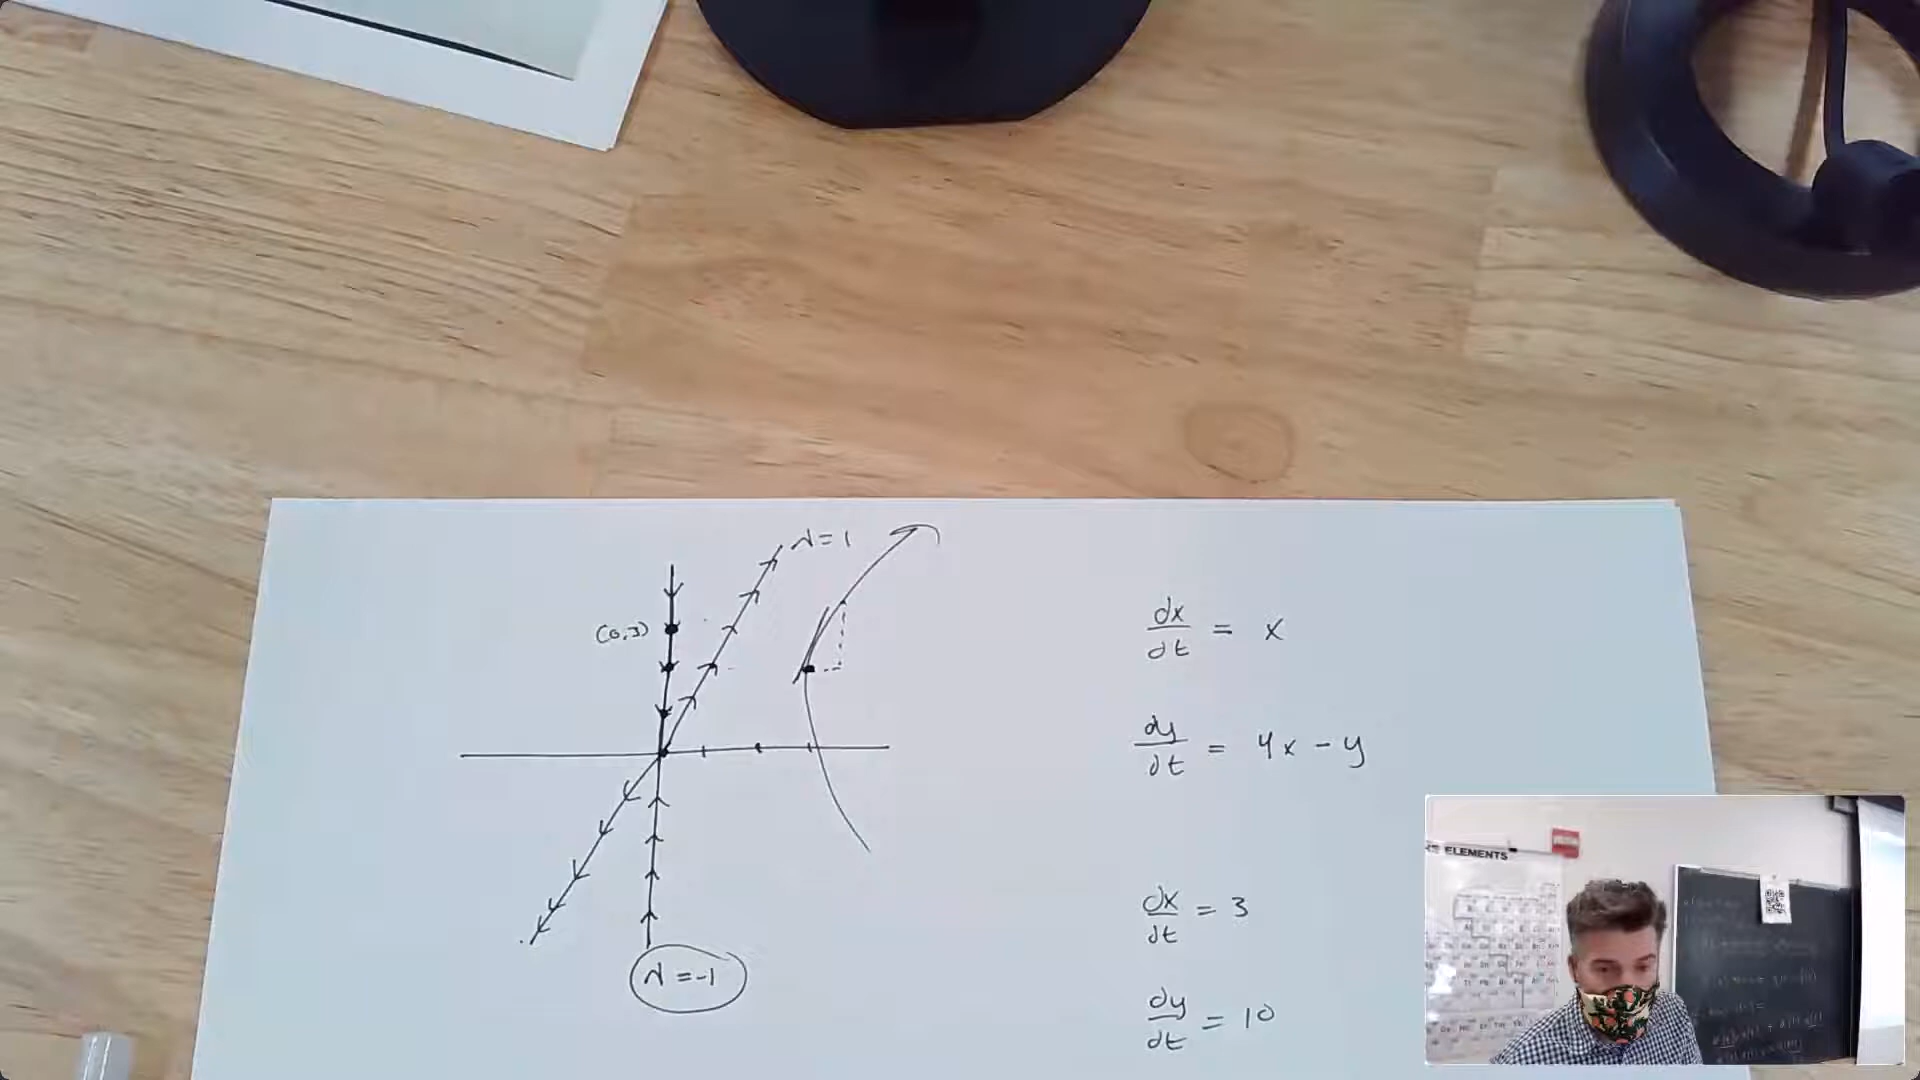 λ=1
(0,3)
dx/dt = x
dy/dt = 4x - y
λ=-1
dx/dt = 3
dy/dt = 10
ELEMENTS